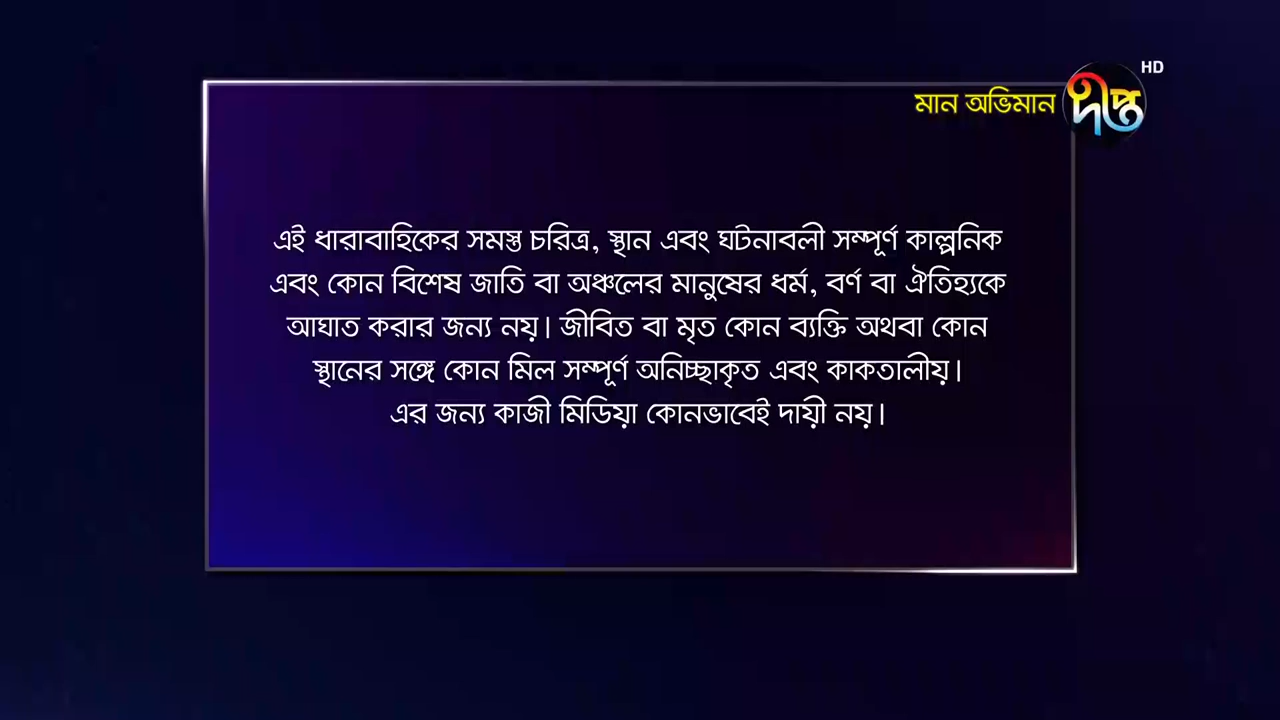 HD
মান অভিমান
দীপ্ত
এই ধারাবাহিকের সমস্ত চরিত্র, স্থান এবং ঘটনাবলী সম্পূর্ণ কাল্পনিক
এবং কোন বিশেষ জাতি বা অঞ্চলের মানুষের ধর্ম, বর্ণ বা ঐতিহ্যকে
আঘাত করার জন্য নয়। জীবিত বা মৃত কোন ব্যক্তি অথবা কোন
স্থানের সঙ্গে কোন মিল সম্পূর্ণ অনিচ্ছাকৃত এবং কাকতালীয়।
এর জন্য কাজী মিডিয়া কোনভাবেই দায়ী নয়।